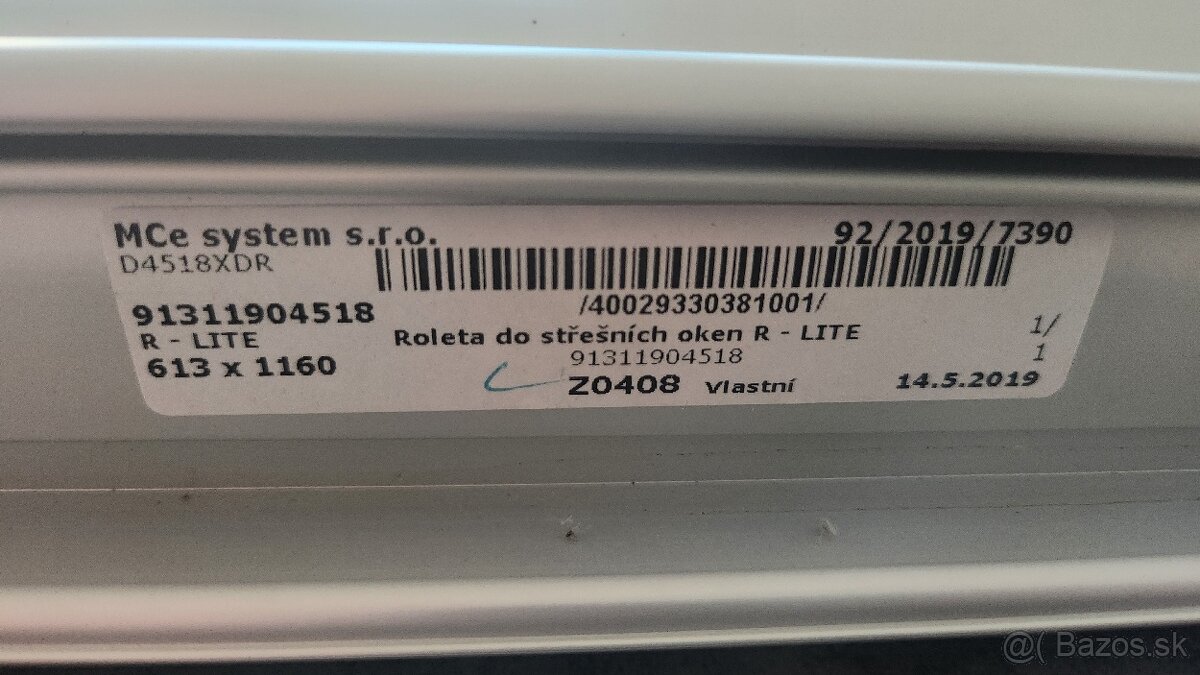 MCe system s.r.o. 92/2019/7390
D4518XDR
/40029330381001/
91311904518
R - LITE Roleta do střešních oken R - LITE 1/
91311904518 1
613 x 1160 Z0408 Vlastní 14.5.2019
@( Bazos.sk